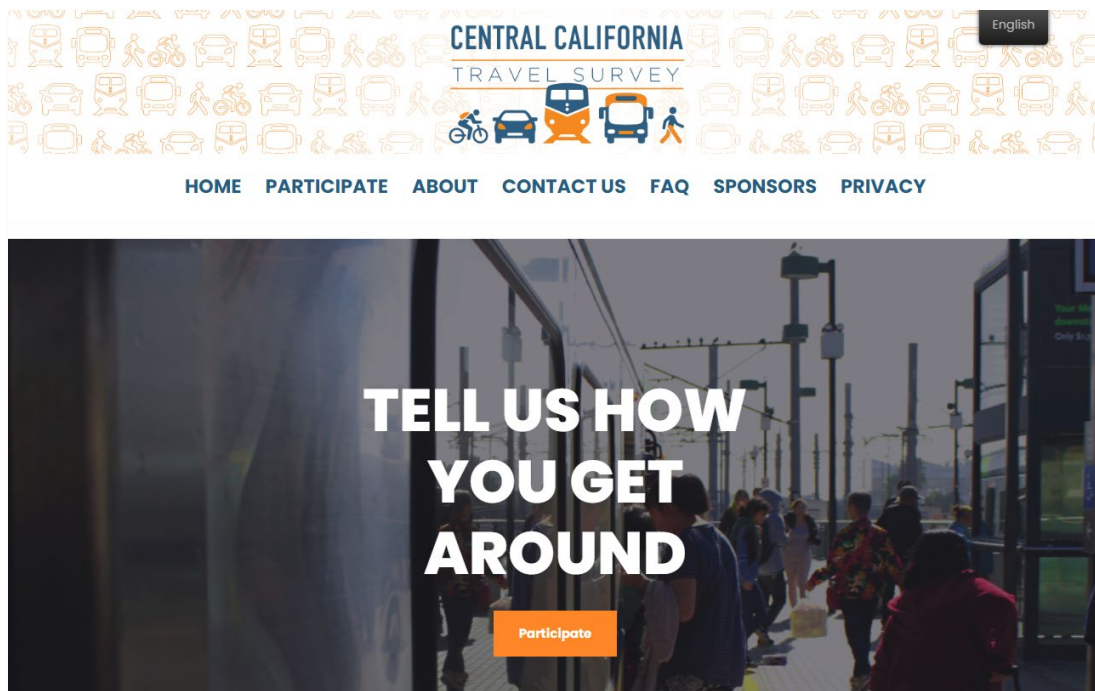 English
CENTRAL CALIFORNIA
TRAVEL SURVEY
HOME PARTICIPATE ABOUT CONTACT US FAQ SPONSORS PRIVACY
TELL US HOW
YOU GET
AROUND
Participate